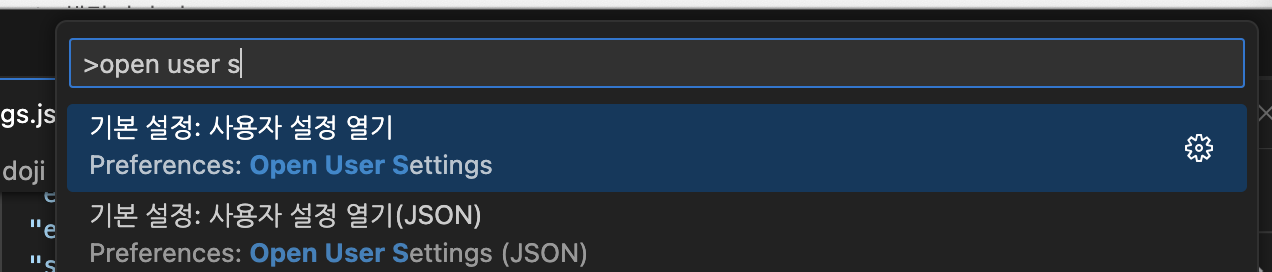 >open user s
gs.js
기본 설정: 사용자 설정 열기
Preferences: Open User Settings
doji
기본 설정: 사용자 설정 열기(JSON)
"e
Preferences: Open User Settings (JSON)
"s